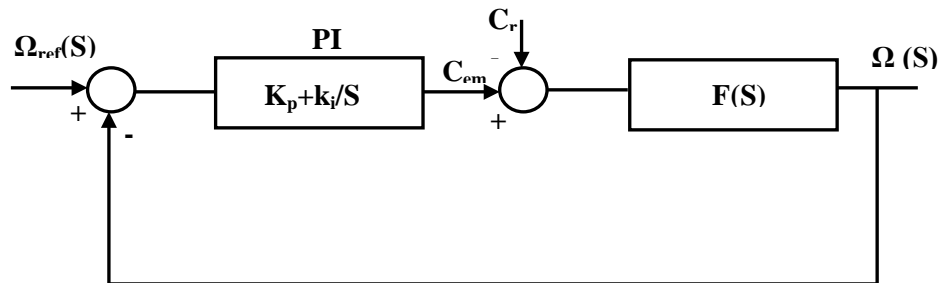 C_r
Ω_ref(S)
PI
Ω (S)
-
C_em
K_p+k_i/S
F(S)
+
+
-